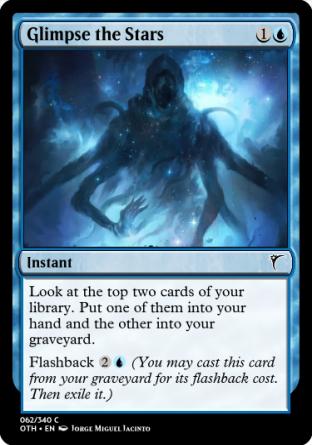 Glimpse the Stars 1
Instant
Look at the top two cards of your
library. Put one of them into your
hand and the other into your
graveyard.
Flashback 2 (You may cast this card
from your graveyard for its flashback cost.
Then exile it.)
062/340 C
OTH • EN Jorge Miguel Jacinto